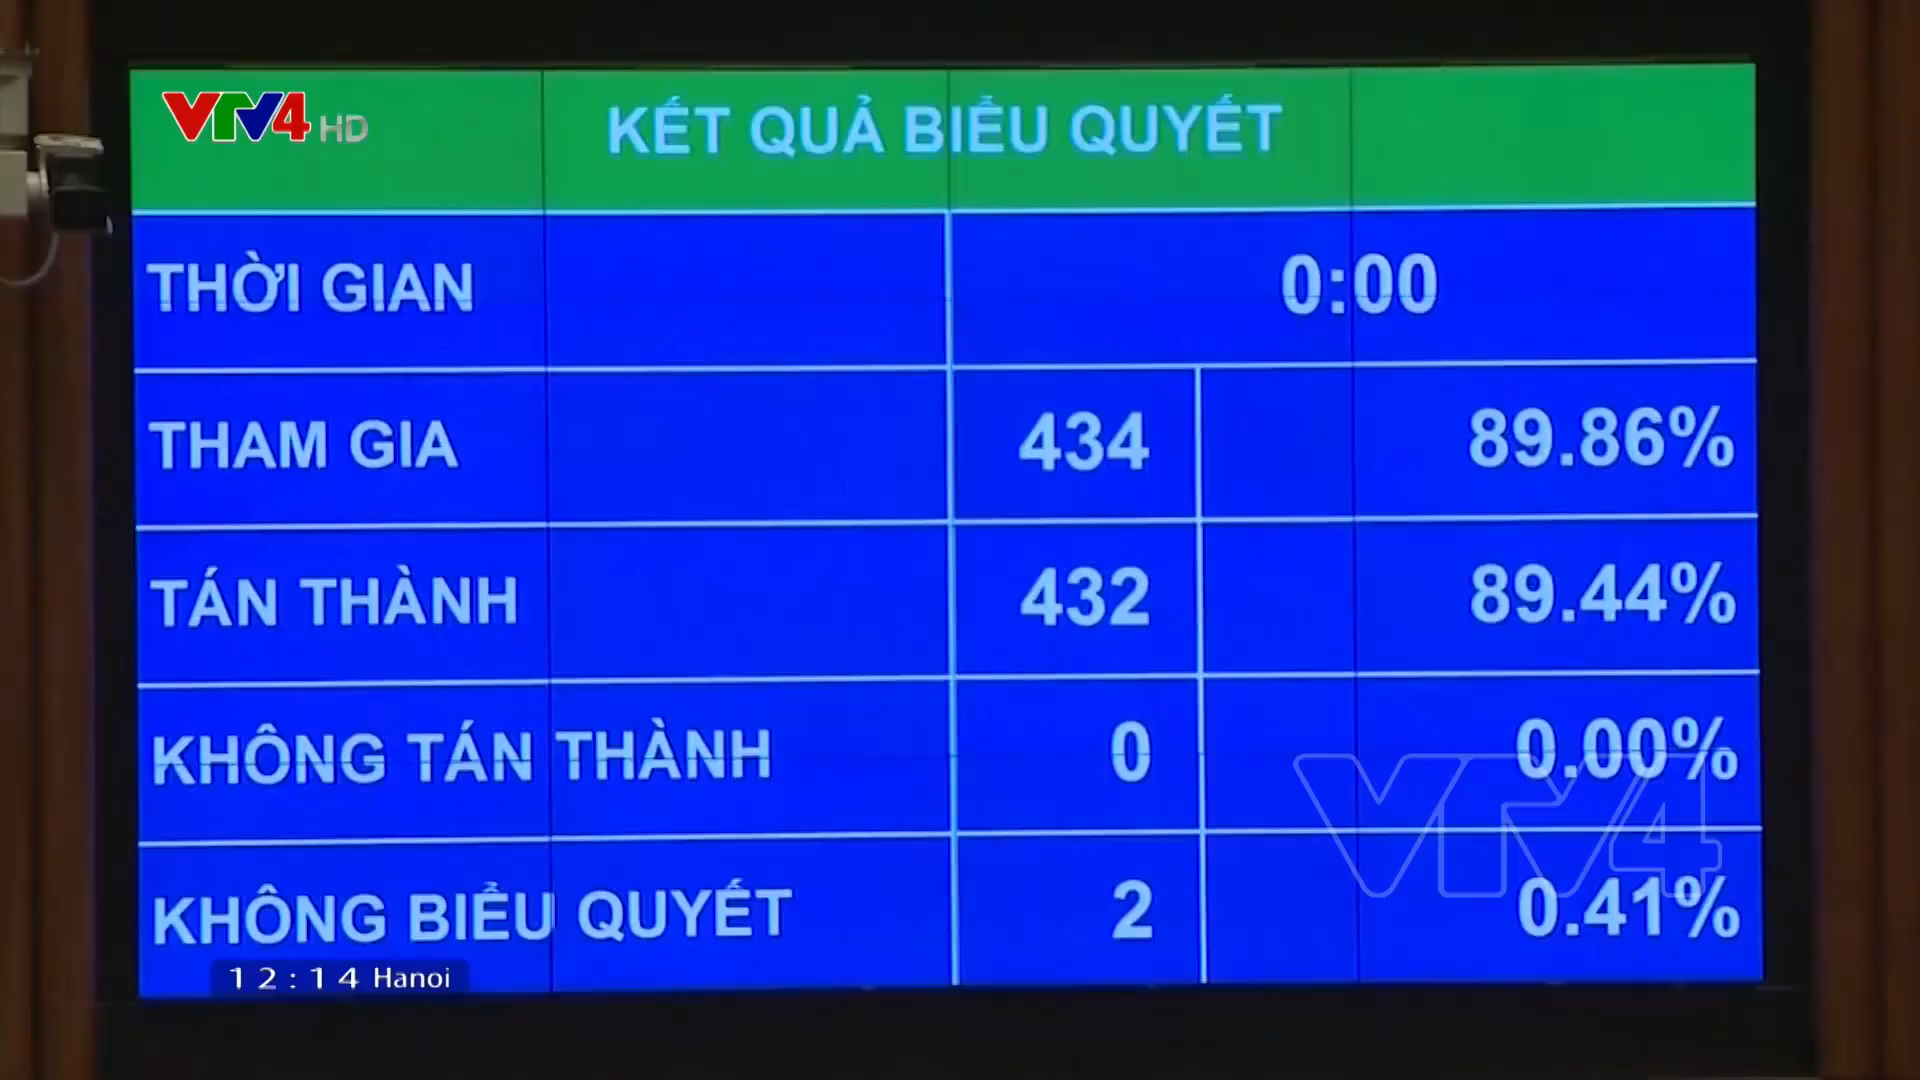 VTV4 HD
KẾT QUẢ BIỂU QUYẾT
THỜI GIAN 0:00
THAM GIA 434 89.86%
TÁN THÀNH 432 89.44%
KHÔNG TÁN THÀNH 0 0.00%
VTV4
KHÔNG BIỂU QUYẾT 2 0.41%
12:14 Hanoi